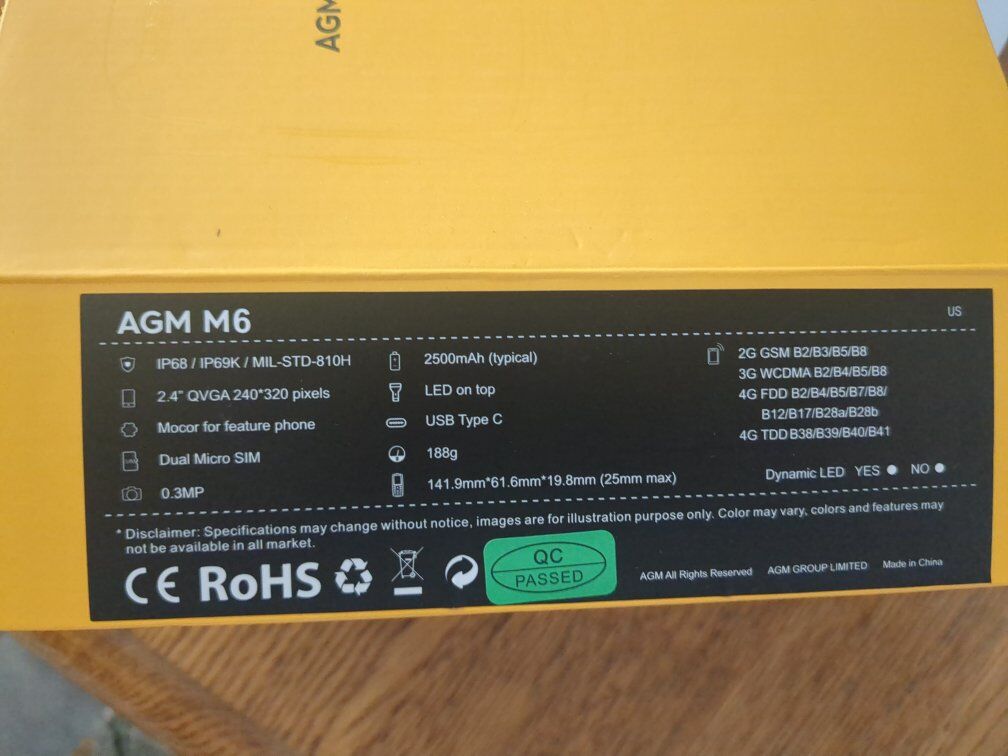 AGM
AGM M6
US
IP68 / IP69K / MIL-STD-810H
2.4" QVGA 240*320 pixels
Mocor for feature phone
Dual Micro SIM
0.3MP
2500mAh (typical)
LED on top
USB Type C
188g
141.9mm*61.6mm*19.8mm (25mm max)
2G GSM B2/B3/B5/B8
3G WCDMA B2/B4/B5/B8
4G FDD B2/B4/B5/B7/B8/
B12/B17/B28a/B28b
4G TDD B38/B39/B40/B41
Dynamic LED YES NO
* Disclaimer: Specifications may change without notice, images are for illustration purpose only. Color may vary, colors and features may
not be available in all market.
CE RoHS
QC
PASSED
AGM All Rights Reserved AGM GROUP LIMITED Made in China